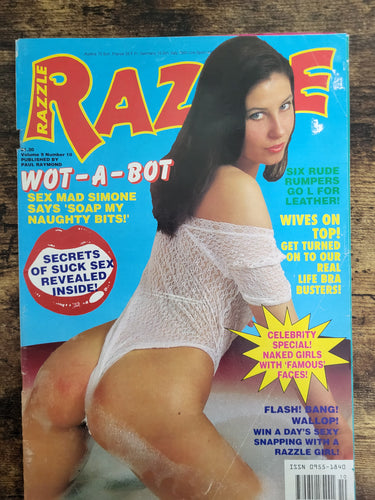 RAZZLE
RAZZLE
£1.50
Volume 9 Number 10
PUBLISHED BY
PAUL RAYMOND
WOT-A-BOT
SEX MAD SIMONE
SAYS 'SOAP MY
NAUGHTY BITS!'
SECRETS
OF SUCK SEX
REVEALED
INSIDE!
SIX RUDE
RUMPERS
GO L FOR
LEATHER!
WIVES ON
TOP!
GET TURNED
ON TO OUR
REAL
LIFE BRA
BUSTERS!
CELEBRITY
SPECIAL!
NAKED GIRLS
WITH 'FAMOUS'
FACES!
FLASH! BANG!
WALLOP!
WIN A DAY'S SEXY
SNAPPING WITH A
RAZZLE GIRL!
ISSN 0955-1840
10